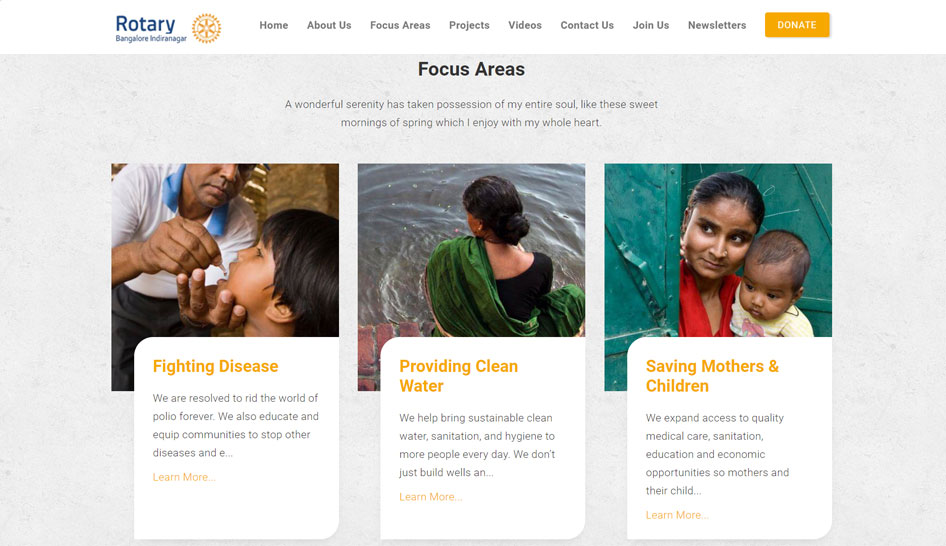 Rotary
Bangalore Indiranagar
Home About Us Focus Areas Projects Videos Contact Us Join Us Newsletters DONATE
Focus Areas
A wonderful serenity has taken possession of my entire soul, like these sweet
mornings of spring which I enjoy with my whole heart.
Fighting Disease
We are resolved to rid the world of
polio forever. We also educate and
equip communities to stop other
diseases and e...
Learn More...
Providing Clean
Water
We help bring sustainable clean
water, sanitation, and hygiene to
more people every day. We don't
just build wells an...
Learn More...
Saving Mothers &
Children
We expand access to quality
medical care, sanitation,
education and economic
opportunities so mothers and
their child...
Learn More...